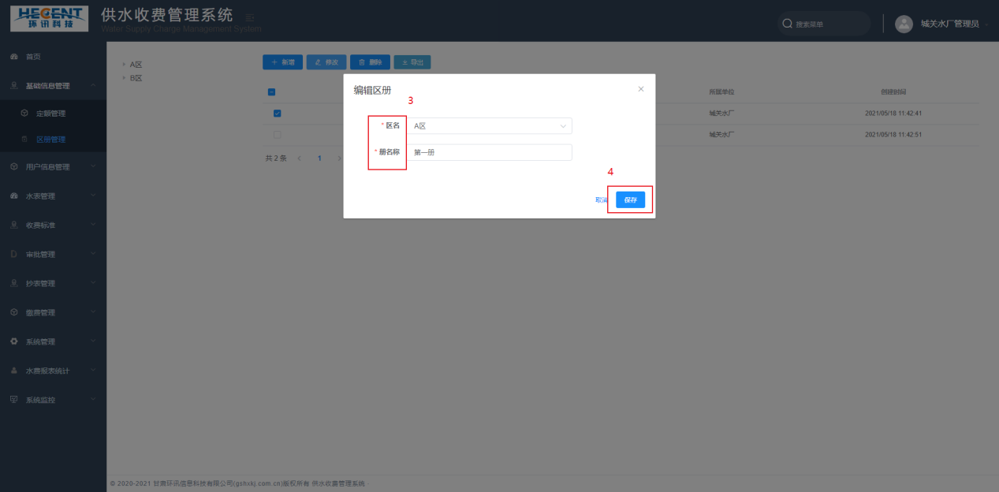 HECENT
环讯科技
供水收费管理系统
Water Supply Charge Management System
搜索菜单
城关水厂管理员
首页
基础信息管理
定额管理
区册管理
用户信息管理
水表管理
收费标准
审批管理
抄表管理
缴费管理
系统管理
水费报表统计
系统监控
A区
B区
新增
修改
删除
导出
所属单位
创建时间
城关水厂
2021/05/18 11:42:41
城关水厂
2021/05/18 11:42:51
共 2 条
1
编辑区册
3
* 区名
A区
* 册名称
第一册
4
取消
保存
© 2020-2021 甘肃环讯信息科技有限公司(gshxkj.com.cn)版权所有 供水收费管理系统